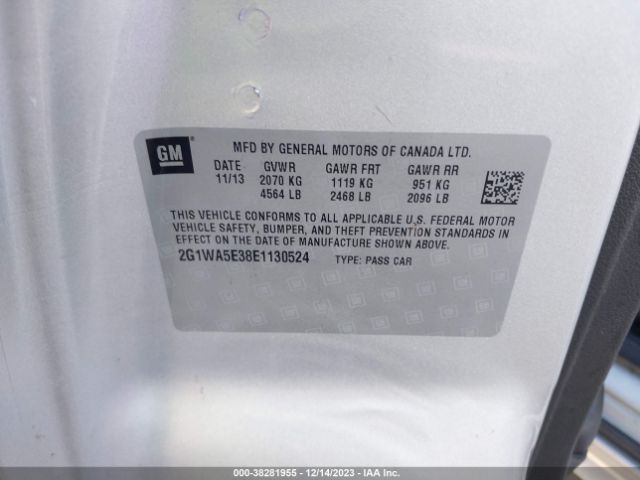 GM
MFD BY GENERAL MOTORS OF CANADA LTD.
DATE GVWR GAWR FRT GAWR RR
11/13 2070 KG 1119 KG 951 KG
4564 LB 2468 LB 2096 LB
THIS VEHICLE CONFORMS TO ALL APPLICABLE U.S. FEDERAL MOTOR
VEHICLE SAFETY, BUMPER, AND THEFT PREVENTION STANDARDS IN
EFFECT ON THE DATE OF MANUFACTURE SHOWN ABOVE.
2G1WA5E38E1130524 TYPE: PASS CAR
000-38281955 - 12/14/2023 - IAA Inc.